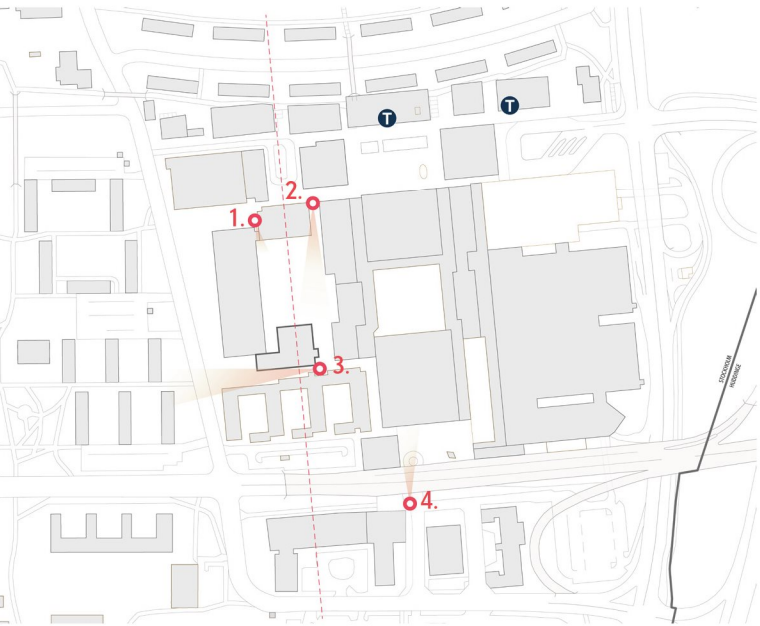 T
T
2.
1.
3.
STOCKHOLM
HUDDINGE
4.